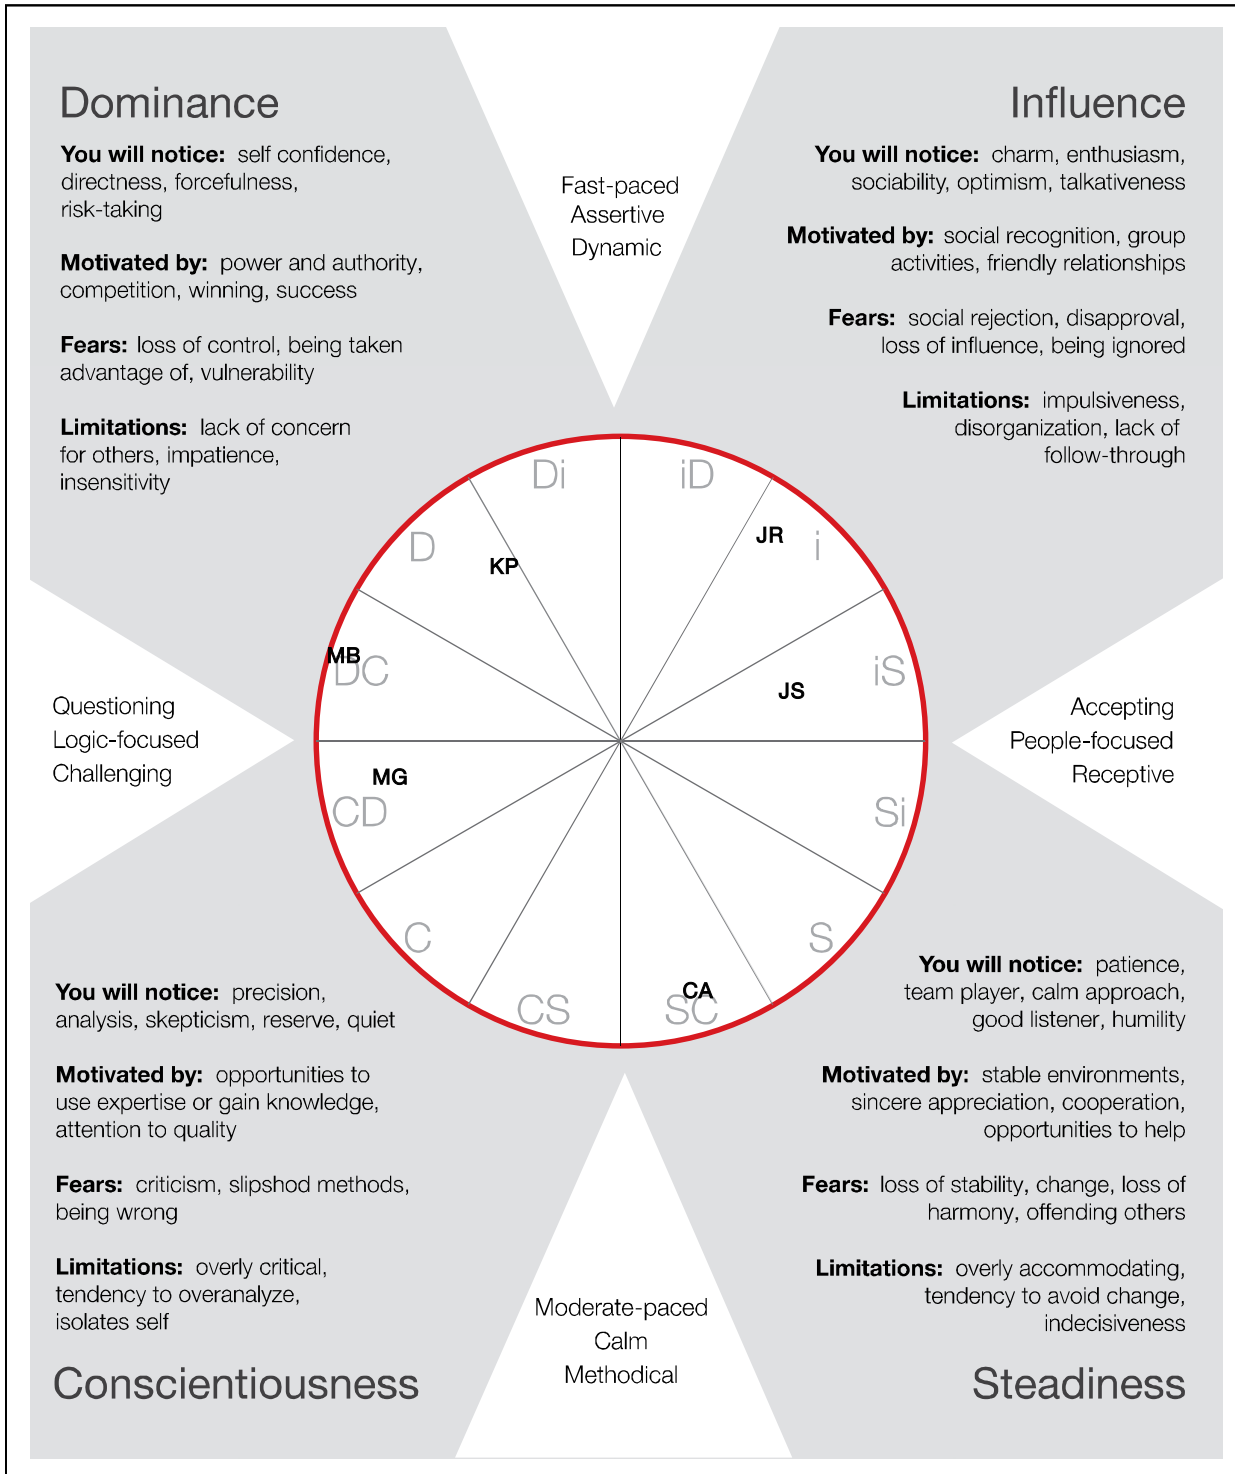 Dominance
You will notice: self confidence,
directness, forcefulness,
risk-taking
Motivated by: power and authority,
competition, winning, success
Fears: loss of control, being taken
advantage of, vulnerability
Limitations: lack of concern
for others, impatience,
insensitivity
Fast-paced
Assertive
Dynamic
Influence
You will notice: charm, enthusiasm,
sociability, optimism, talkativeness
Motivated by: social recognition, group
activities, friendly relationships
Fears: social rejection, disapproval,
loss of influence, being ignored
Limitations: impulsiveness,
disorganization, lack of
follow-through
Di
iD
D
KP
JR
i
MB
DC
JS
iS
Questioning
Logic-focused
Challenging
Accepting
People-focused
Receptive
MG
CD
Si
C
S
CS
CA
SC
You will notice: precision,
analysis, skepticism, reserve, quiet
Motivated by: opportunities to
use expertise or gain knowledge,
attention to quality
Fears: criticism, slipshod methods,
being wrong
Limitations: overly critical,
tendency to overanalyze,
isolates self
Conscientiousness
Moderate-paced
Calm
Methodical
You will notice: patience,
team player, calm approach,
good listener, humility
Motivated by: stable environments,
sincere appreciation, cooperation,
opportunities to help
Fears: loss of stability, change, loss of
harmony, offending others
Limitations: overly accommodating,
tendency to avoid change,
indecisiveness
Steadiness